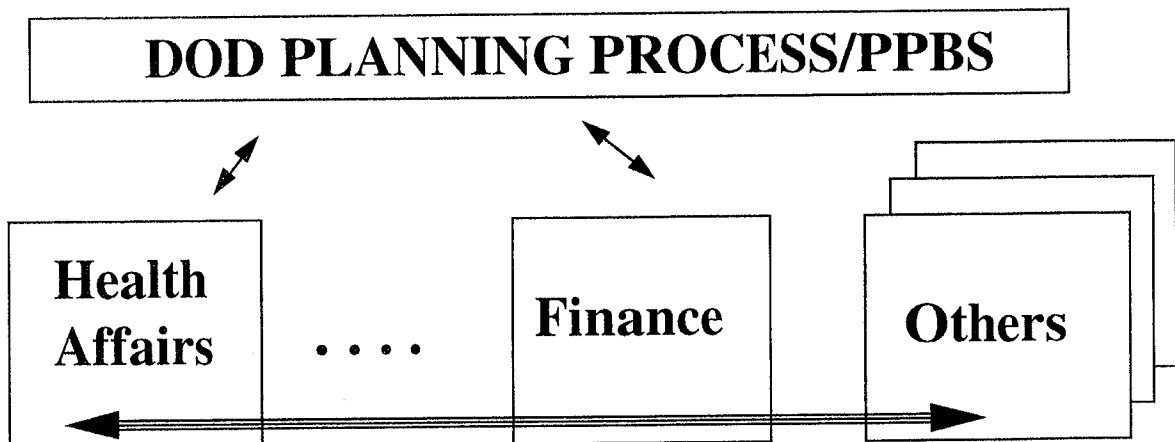 DOD PLANNING PROCESS/PPBS
Health
Affairs
. . . .
Finance
Others